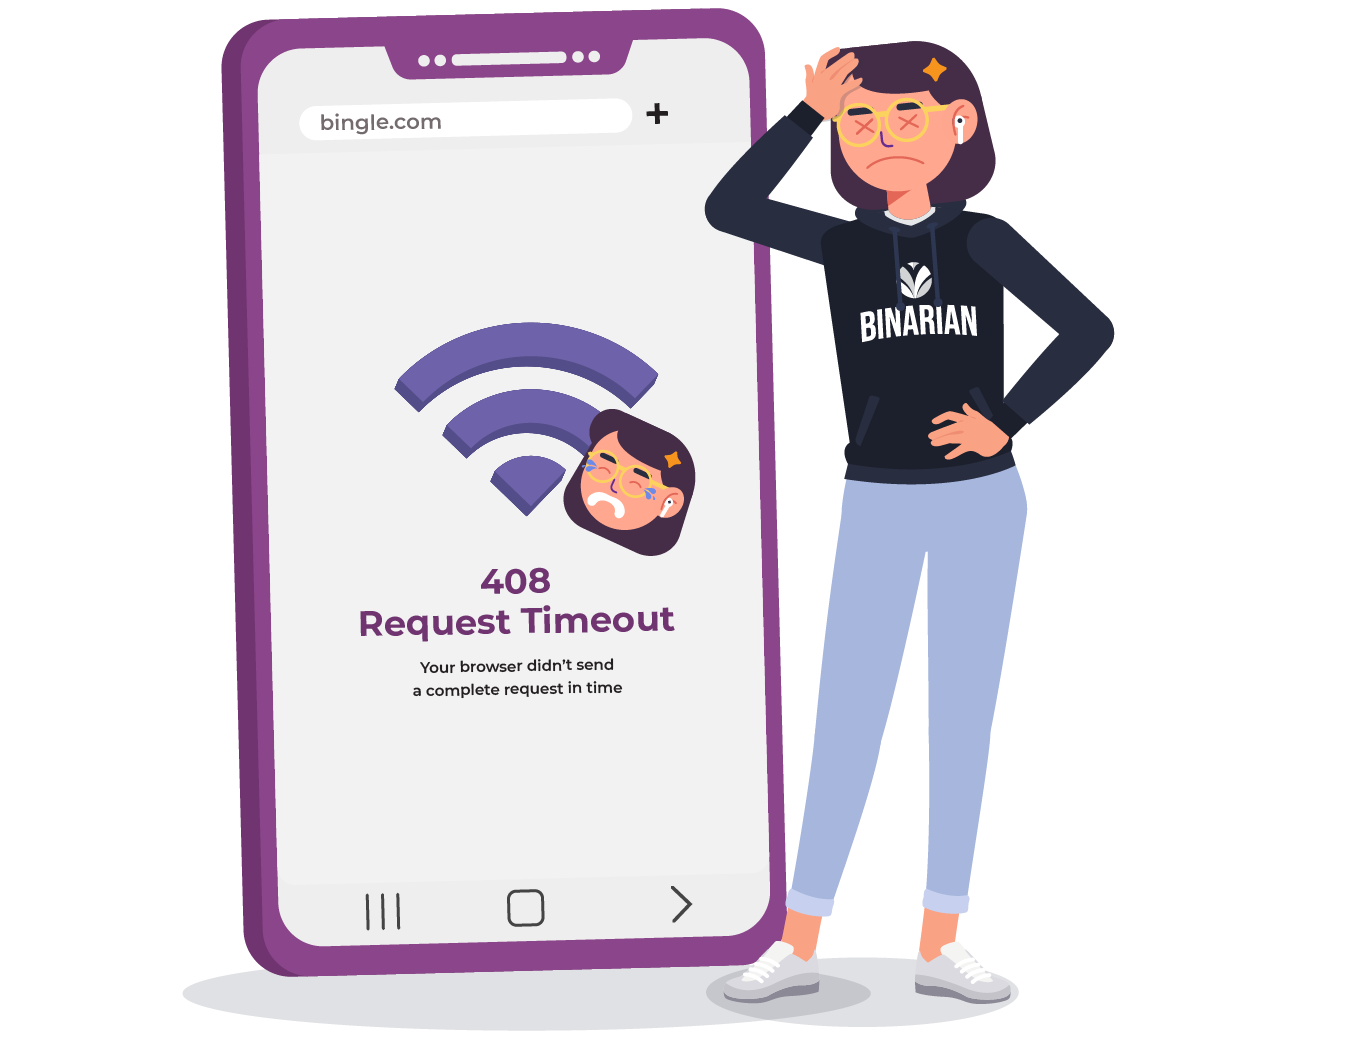 bingle.com
BINARIAN
408
Request Timeout
Your browser didn't send
a complete request in time